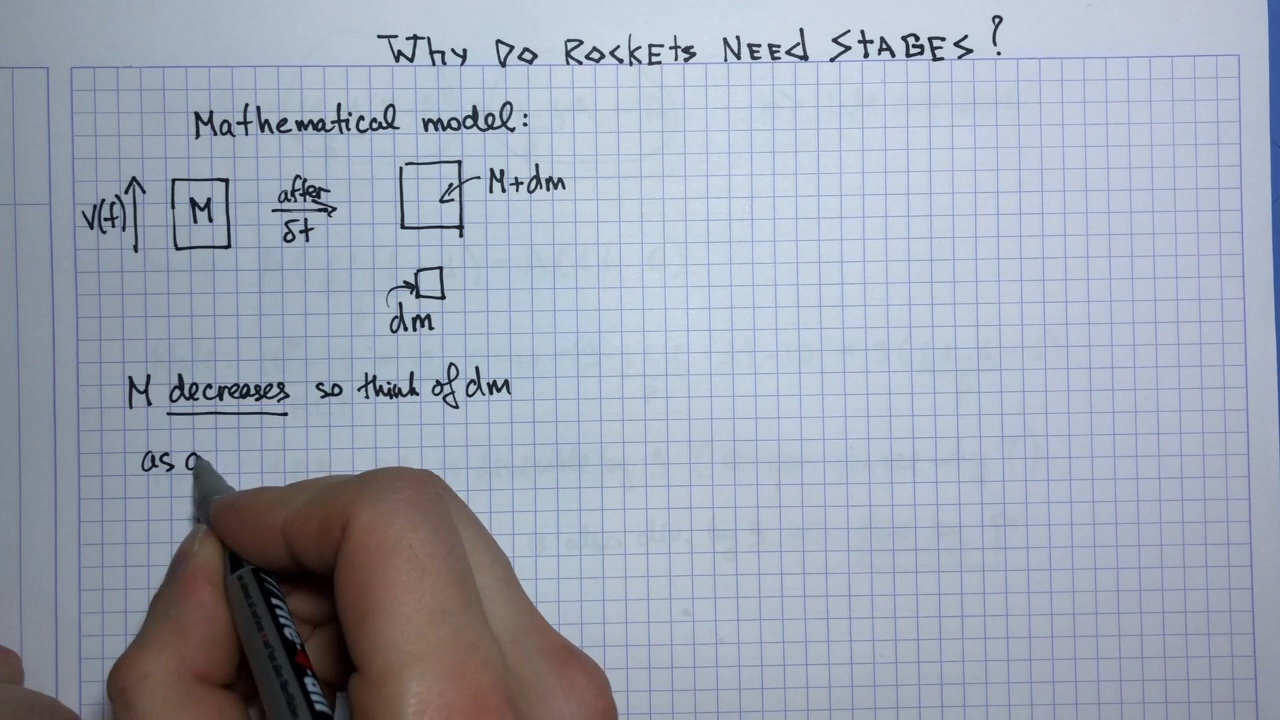 Why Do Rockets Need Stages?
Mathematical model:
V(t)
M
after
δt
M+dm
dm
M decreases so think of dm
as a